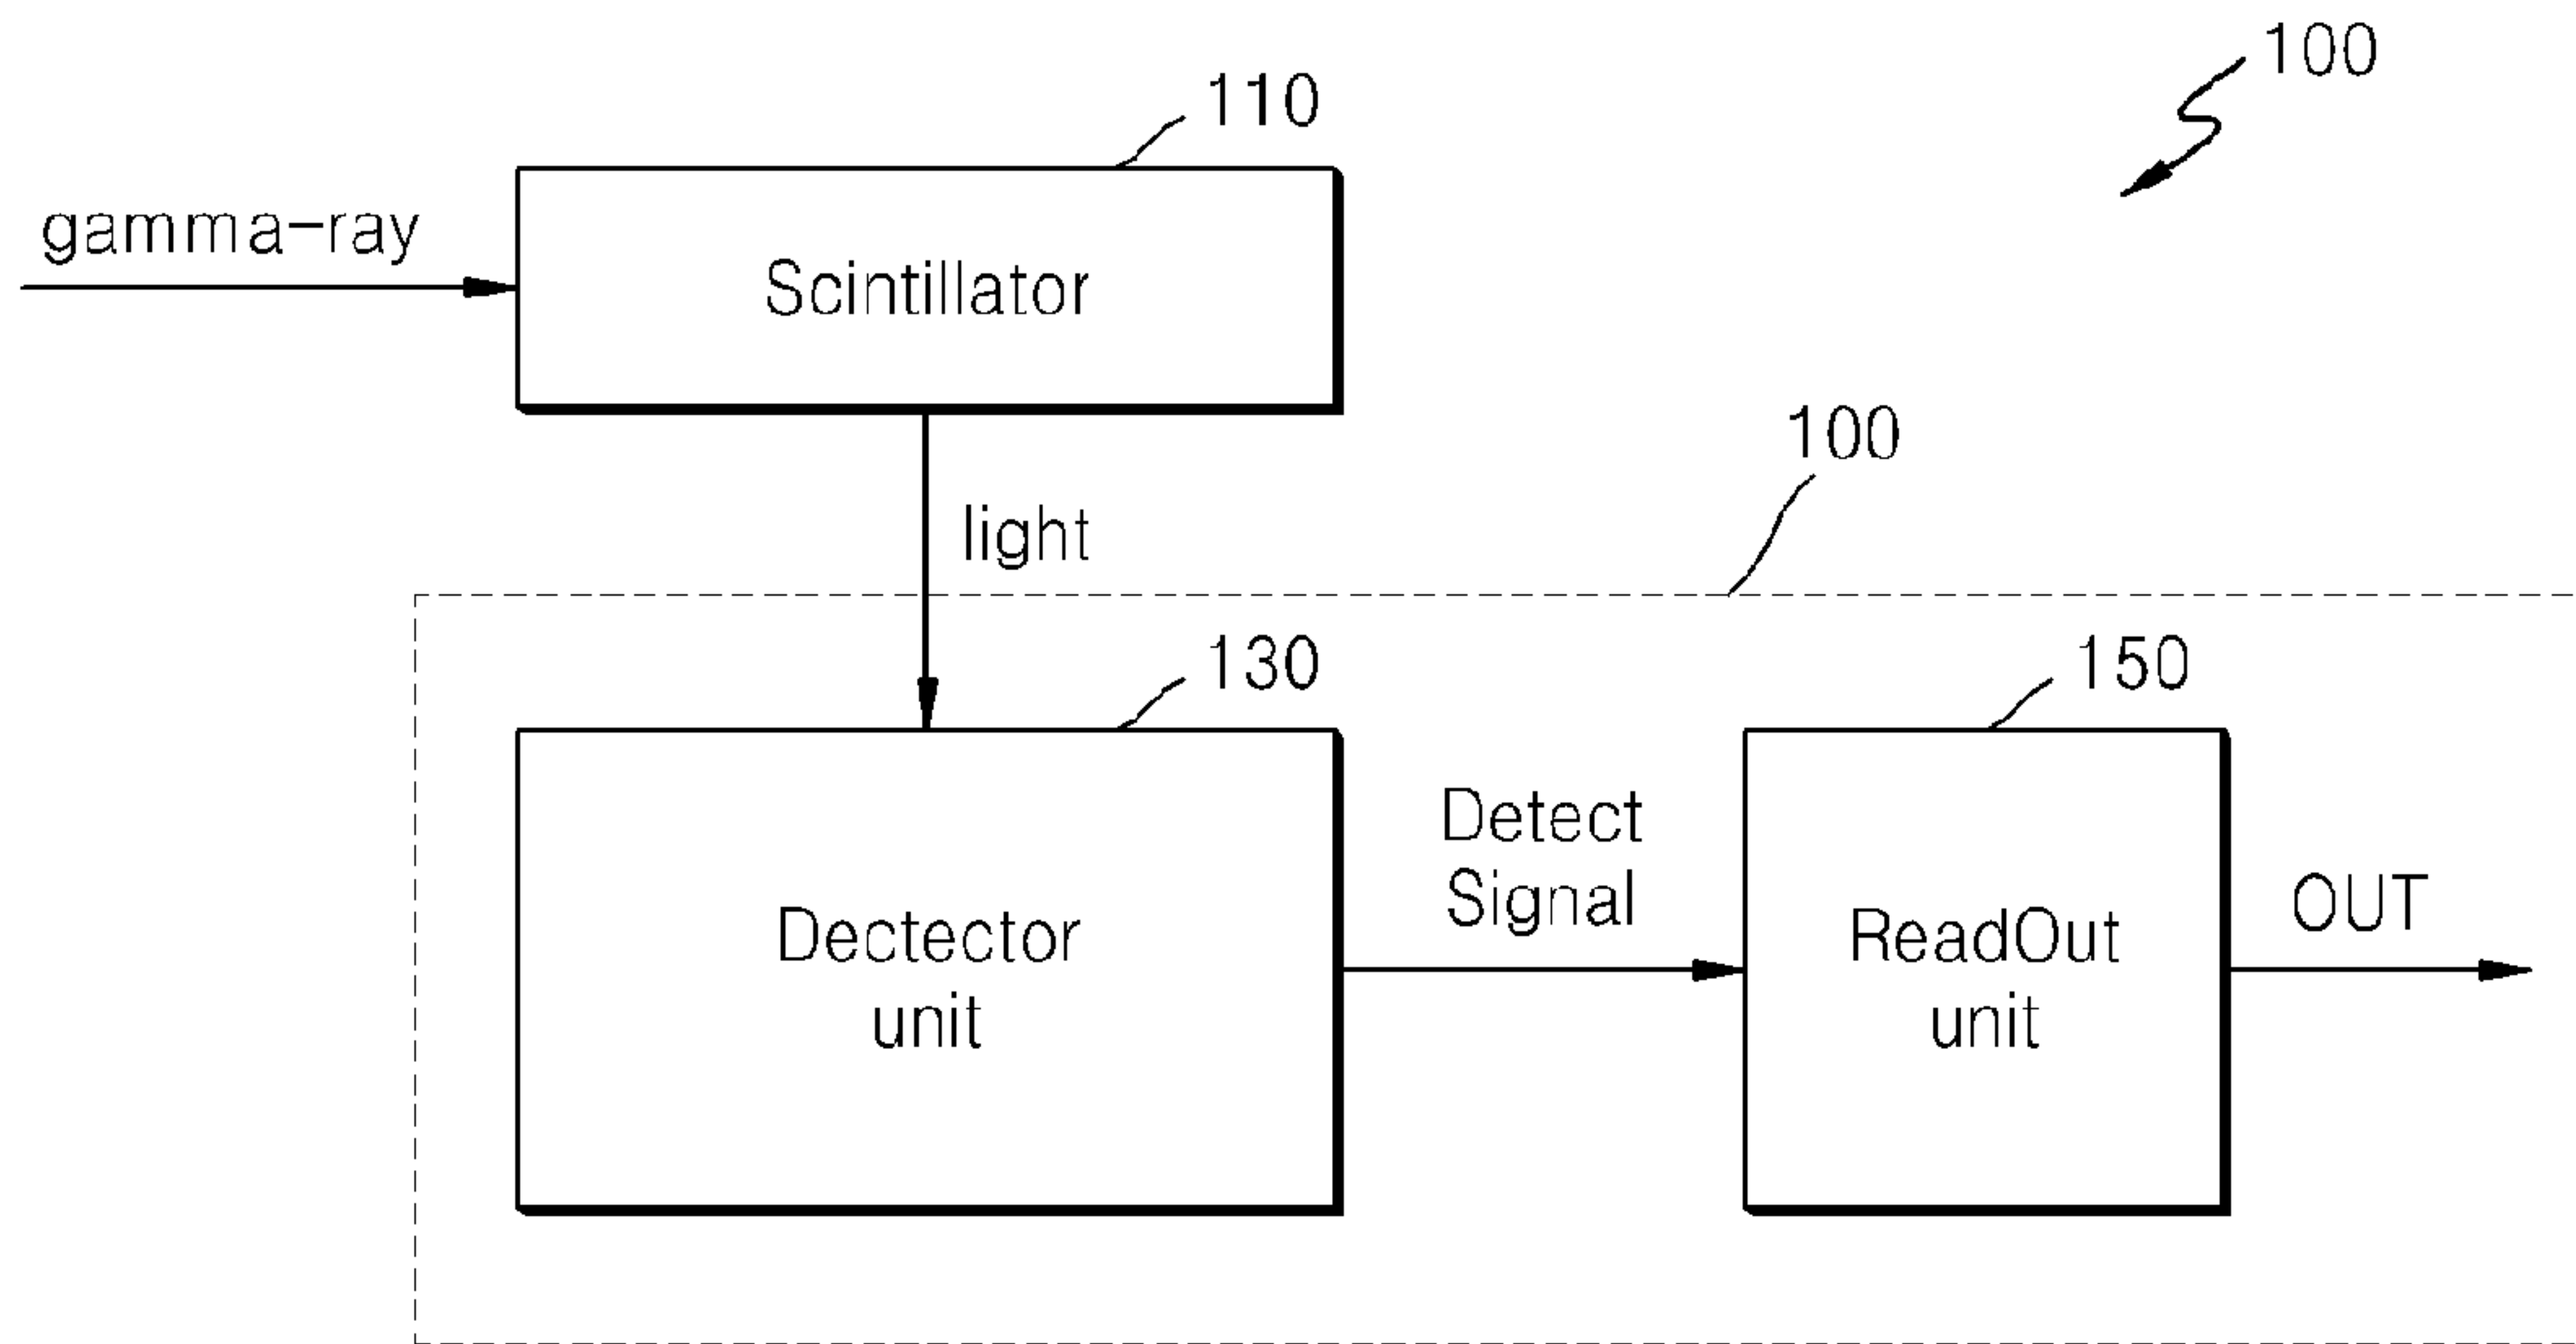 100
110
gamma-ray
Scintillator
100
light
130
150
Detect
Signal
Dectector
unit
ReadOut
unit
OUT